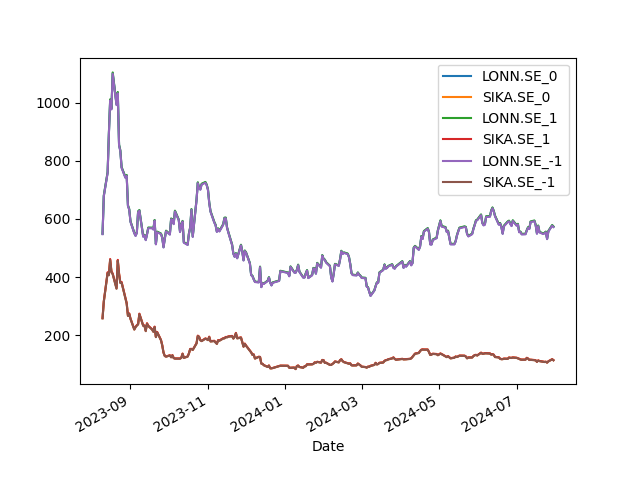 LONN.SE_0
SIKA.SE_0
LONN.SE_1
SIKA.SE_1
LONN.SE_-1
SIKA.SE_-1
1000
800
600
400
200
2023-09
2023-11
2024-01
2024-03
2024-05
2024-07
Date